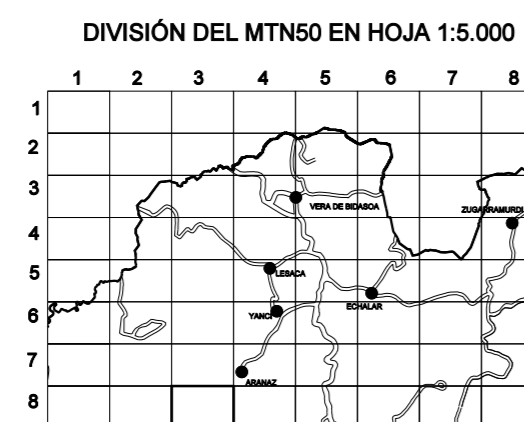 DIVISIÓN DEL MTN50 EN HOJA 1:5.000
1 2 3 4 5 6 7 8
1
2
3
VERA DE BIDASOA
ZUGARRAMURDI
4
5
LESACA
ECHALAR
6
YANCI
7
ARANAZ
8